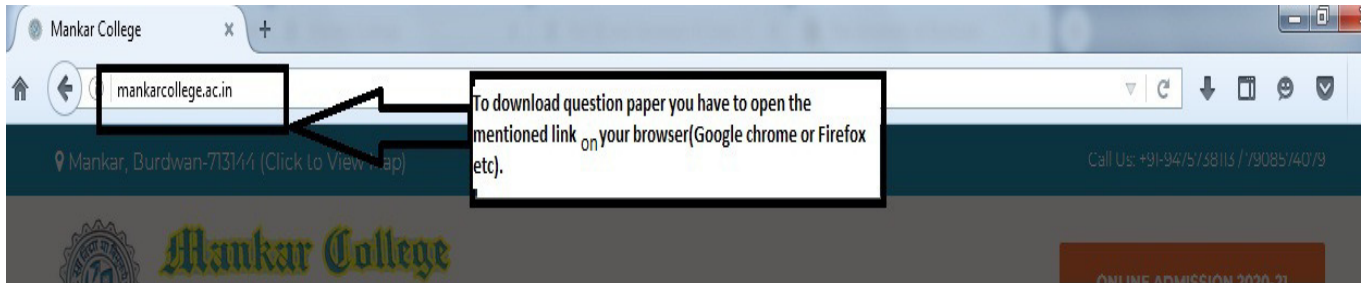 Mankar College
mankarcollege.ac.in
To download question paper you have to open the
mentioned link on your browser(Google chrome or Firefox
etc).
Mankar, Burdwan-713144 (Click to View Map)
Call Us: +91-9475738113 / 7908574079
Mankar College
ONLINE ADMISSION 2020-21